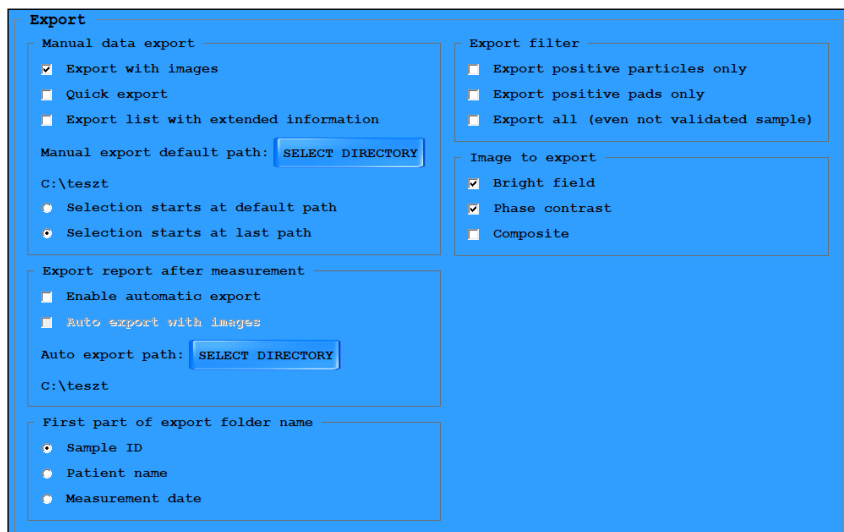 Export
Manual data export
Export with images
Quick export
Export list with extended information
Manual export default path: SELECT DIRECTORY
C:\teszt
Selection starts at default path
Selection starts at last path
Export report after measurement
Enable automatic export
Auto export with images
Auto export path: SELECT DIRECTORY
C:\teszt
First part of export folder name
Sample ID
Patient name
Measurement date
Export filter
Export positive particles only
Export positive pads only
Export all (even not validated sample)
Image to export
Bright field
Phase contrast
Composite